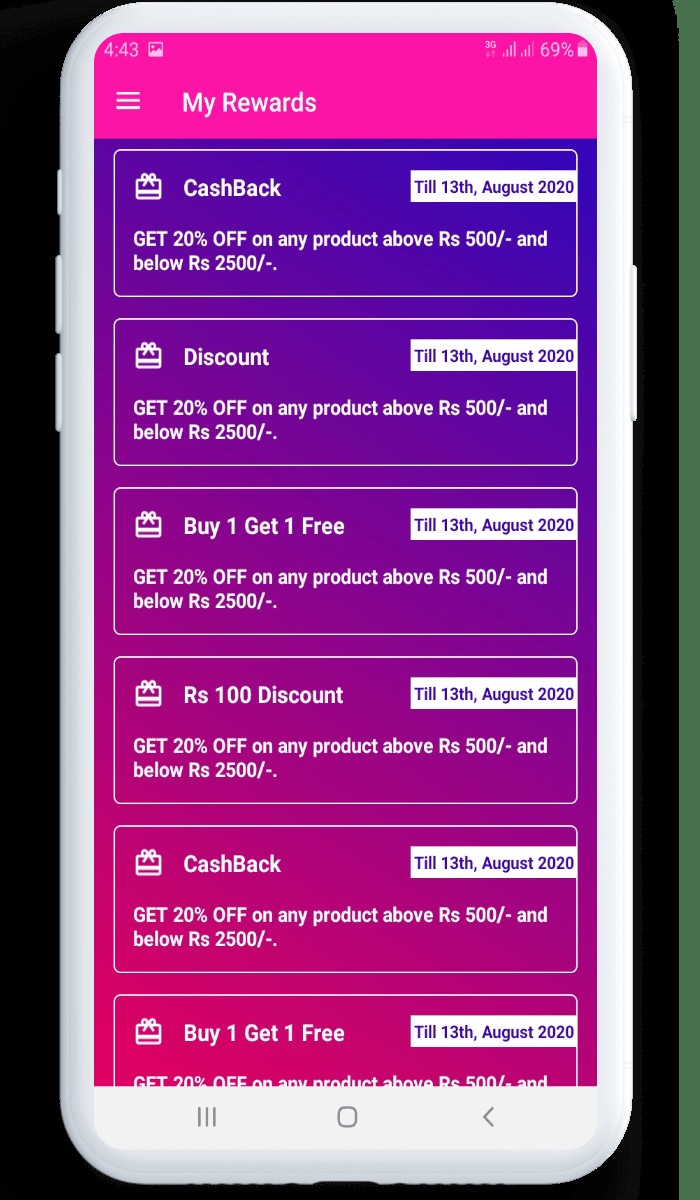 4:43 3G 69%
My Rewards
CashBack Till 13th, August 2020
GET 20% OFF on any product above Rs 500/- and
below Rs 2500/-.
Discount Till 13th, August 2020
GET 20% OFF on any product above Rs 500/- and
below Rs 2500/-.
Buy 1 Get 1 Free Till 13th, August 2020
GET 20% OFF on any product above Rs 500/- and
below Rs 2500/-.
Rs 100 Discount Till 13th, August 2020
GET 20% OFF on any product above Rs 500/- and
below Rs 2500/-.
CashBack Till 13th, August 2020
GET 20% OFF on any product above Rs 500/- and
below Rs 2500/-.
Buy 1 Get 1 Free Till 13th, August 2020
GET 20% OFF on any product above Rs 500/- and